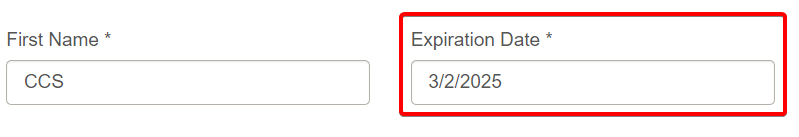 First Name *
Expiration Date *
CCS
3/2/2025